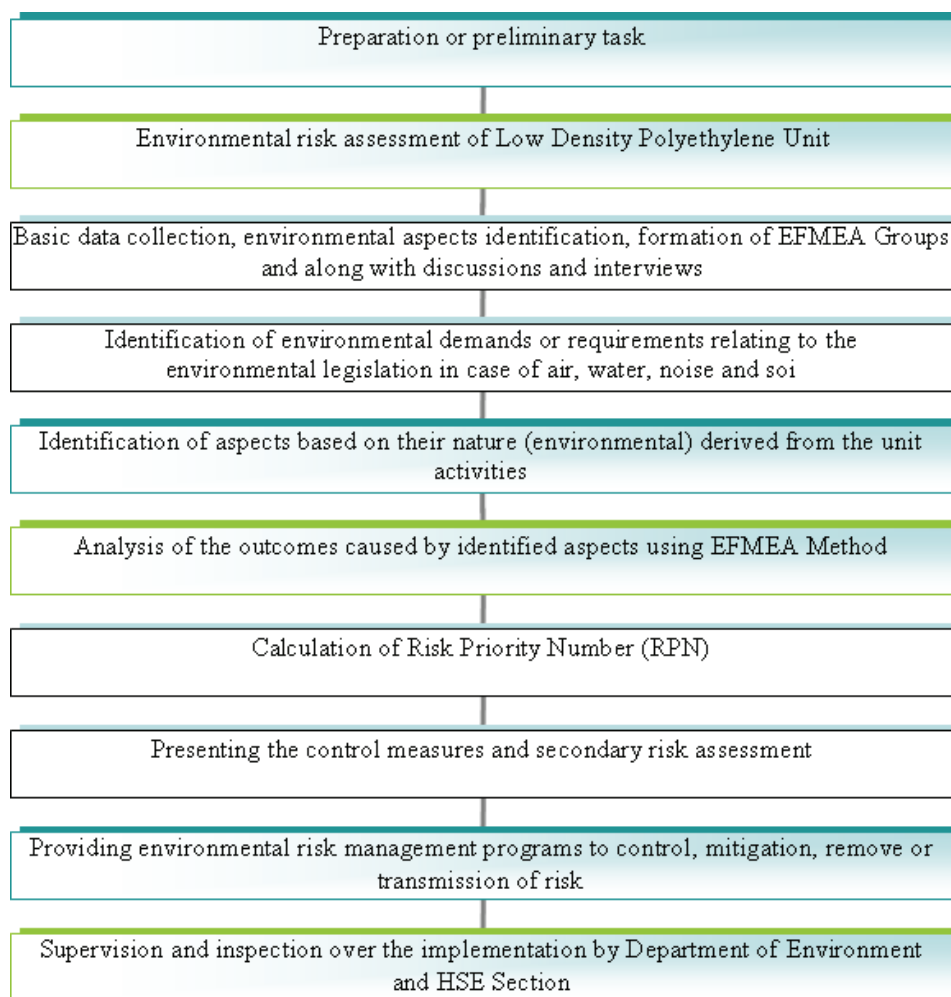 Preparation or preliminary task
Environmental risk assessment of Low Density Polyethylene Unit
Basic data collection, environmental aspects identification, formation of EFMEA Groups
and along with discussions and interviews
Identification of environmental demands or requirements relating to the
environmental legislation in case of air, water, noise and soi
Identification of aspects based on their nature (environmental) derived from the unit
activities
Analysis of the outcomes caused by identified aspects using EFMEA Method
Calculation of Risk Priority Number (RPN)
Presenting the control measures and secondary risk assessment
Providing environmental risk management programs to control, mitigation, remove or
transmission of risk
Supervision and inspection over the implementation by Department of Environment
and HSE Section